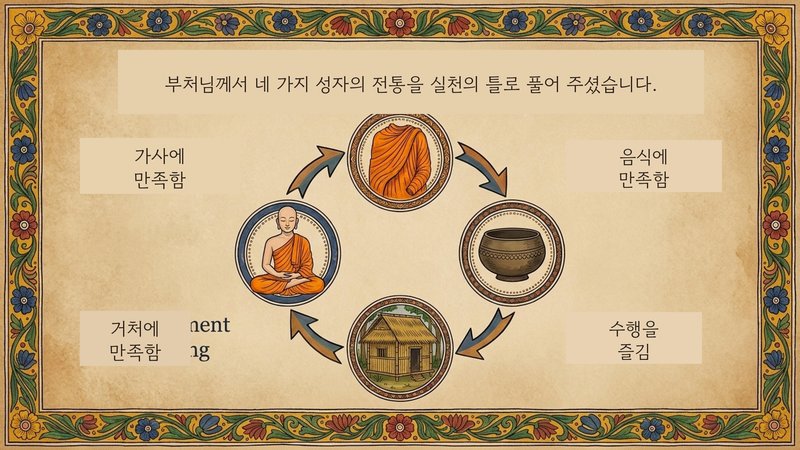 부처님께서 네 가지 성자의 전통을 실천의 틀로 풀어 주셨습니다.
가사에
만족함
음식에
만족함
거처에
만족함
수행을
즐김